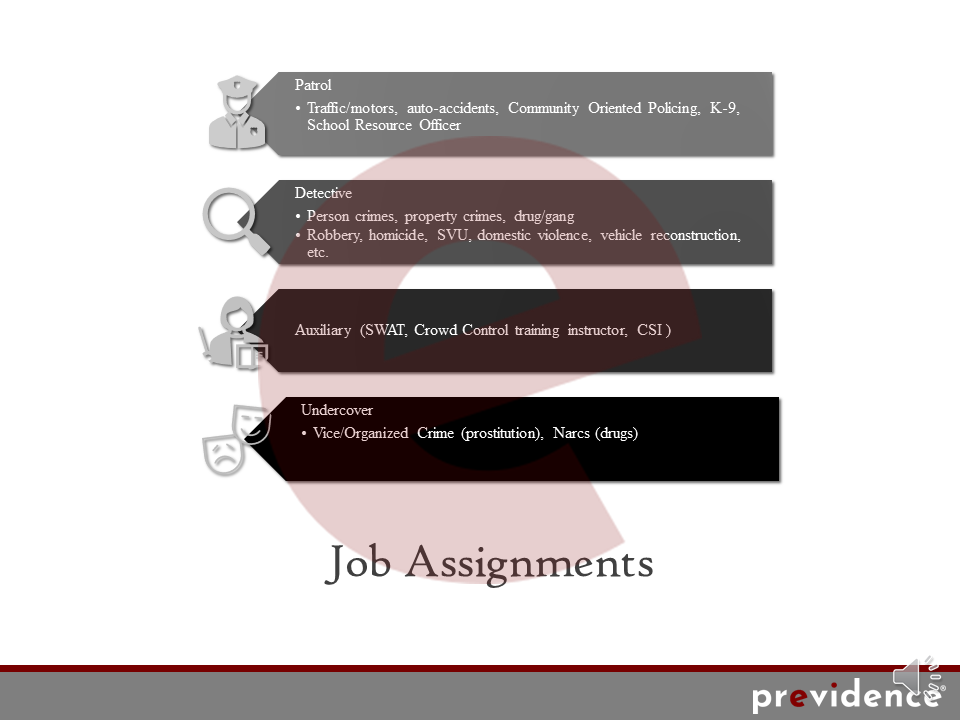 Patrol
• Traffic/motors, auto-accidents, Community Oriented Policing, K-9,
School Resource Officer
Detective
• Person crimes, property crimes, drug/gang
• Robbery, homicide, SVU, domestic violence, vehicle reconstruction,
etc.
Auxiliary (SWAT, Crowd Control training instructor, CSI )
Undercover
• Vice/Organized Crime (prostitution), Narcs (drugs)
Job Assignments
previdence®